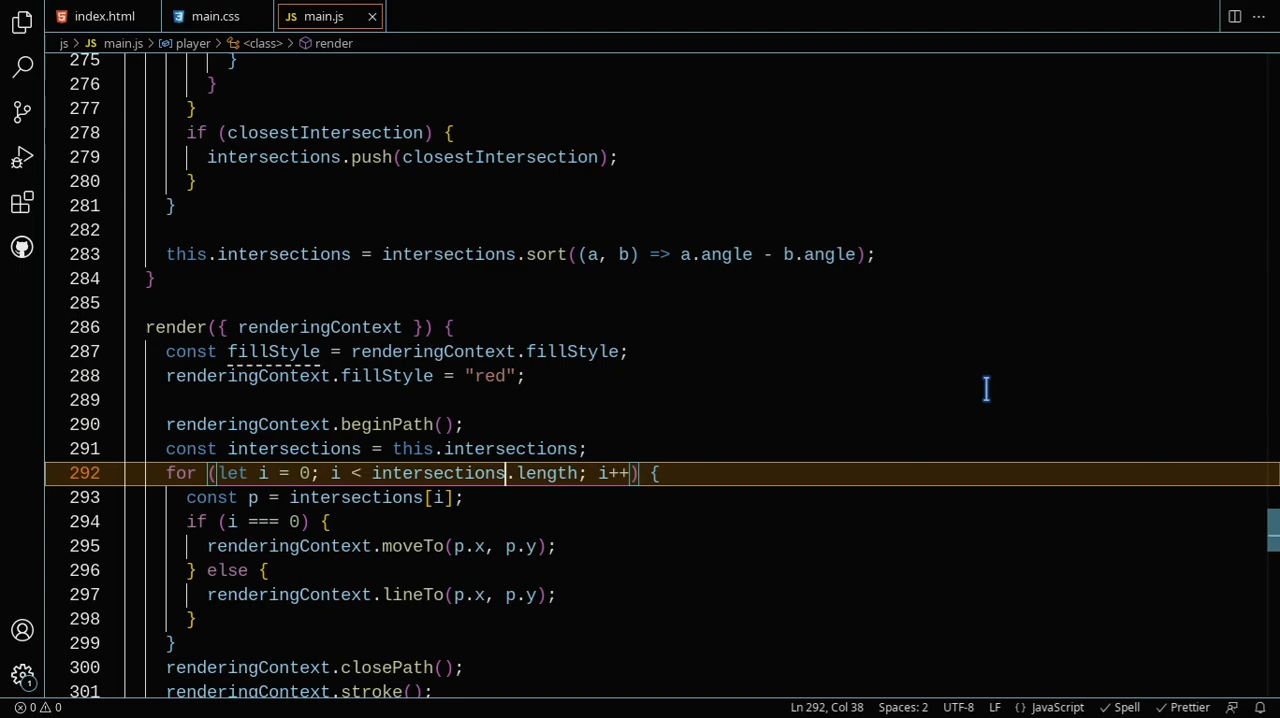 index.html
main.css
JS main.js
js > JS main.js > player > <class> > render
275 }
276 }
277 }
278 if (closestIntersection) {
279 intersections.push(closestIntersection);
280 }
281 }
282
283 this.intersections = intersections.sort((a, b) => a.angle - b.angle);
284 }
285
286 render({ renderingContext }) {
287 const fillStyle = renderingContext.fillStyle;
288 renderingContext.fillStyle = "red";
289
290 renderingContext.beginPath();
291 const intersections = this.intersections;
292 for (let i = 0; i < intersections.length; i++) {
293 const p = intersections[i];
294 if (i === 0) {
295 renderingContext.moveTo(p.x, p.y);
296 } else {
297 renderingContext.lineTo(p.x, p.y);
298 }
299 }
300 renderingContext.closePath();
301 renderingContext.stroke();
1
0 0 Ln 292, Col 38 Spaces: 2 UTF-8 LF {} JavaScript Spell Prettier